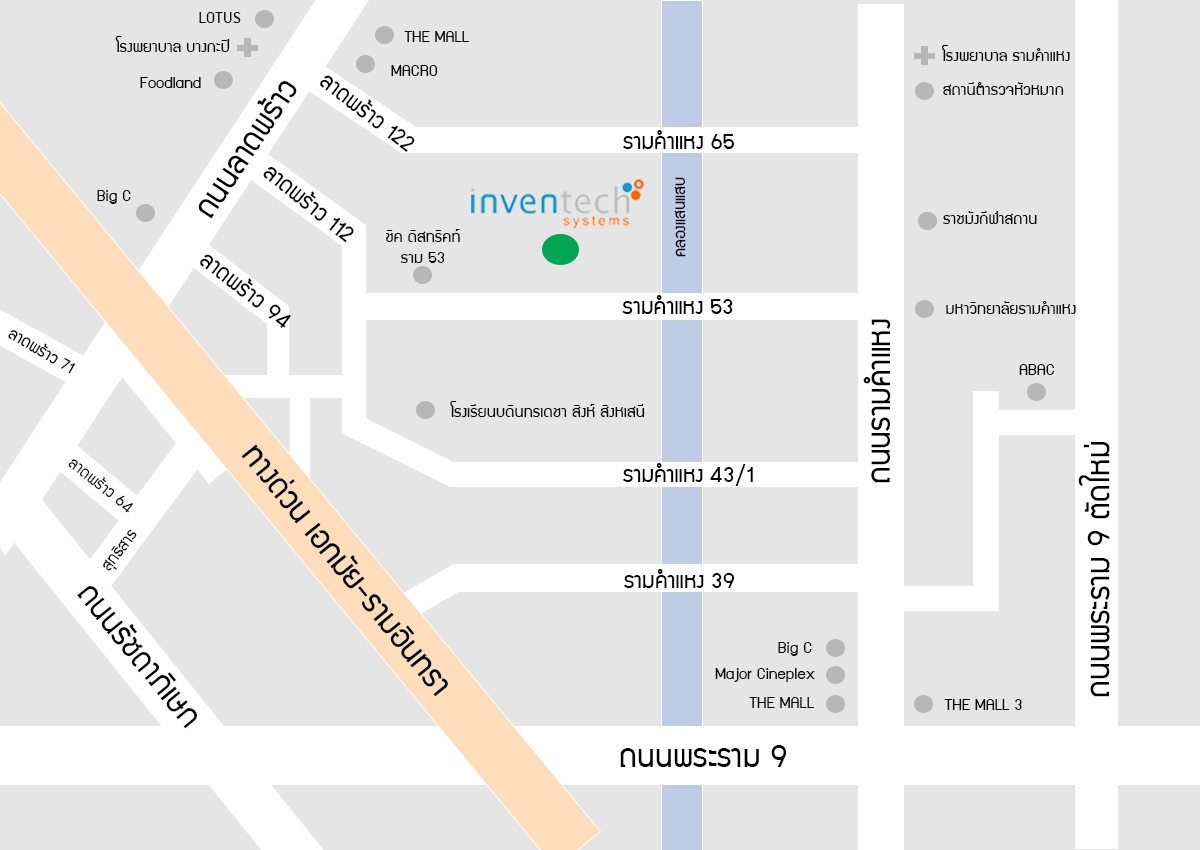 LOTUS
โรงพยาบาล บางกะปิ
Foodland
THE MALL
MACRO
ลาดพร้าว 122
ถนนลาดพร้าว
รามคำแหง 65
โรงพยาบาล รามคำแหง
สถานีตำรวจหัวหมาก
Big C
ลาดพร้าว 112
inventech
systems
คลองแสนแสบ
ราชมังกีฬาสถาน
ชิค ดิสทริคท์
ราม 53
ลาดพร้าว 94
รามคำแหง 53
มหาวิทยาลัยรามคำแหง
ลาดพร้าว 71
ถนนรามคำแหง
ABAC
โรงเรียนบดินทรเดชา สิงห์ สิงหเสนี
ลาดพร้าว 64
สุทธิสาร
ทางด่วน เอกมัย-รามอินทรา
รามคำแหง 43/1
ถนนพระราม 9 ตัดใหม่
รามคำแหง 39
ถนนรัชดาภิเษก
Big C
Major Cineplex
THE MALL
THE MALL 3
ถนนพระราม 9